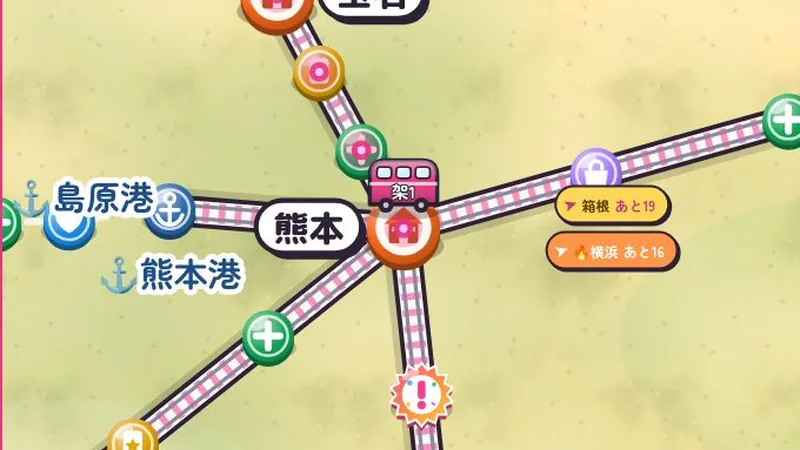 架1
島原港
熊本
箱根 あと19
横浜 あと16
熊本港